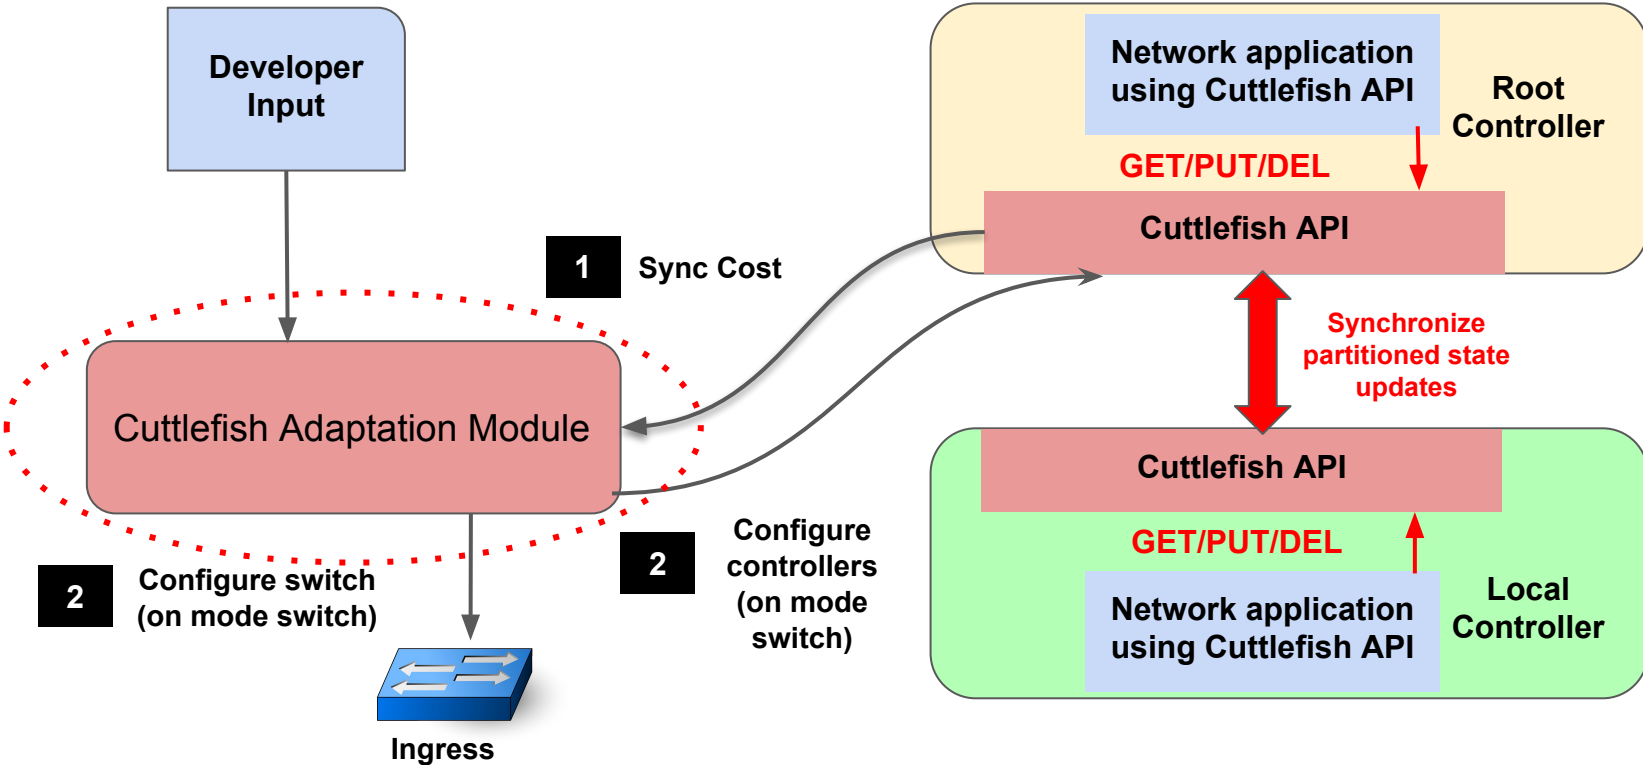 Developer
Input
Network application
using Cuttlefish API
Root
Controller
GET/PUT/DEL
Cuttlefish API
1
Sync Cost
Synchronize
partitioned state
updates
Cuttlefish Adaptation Module
Cuttlefish API
GET/PUT/DEL
Network application
using Cuttlefish API
Local
Controller
2
Configure switch
(on mode switch)
2
Configure
controllers
(on mode
switch)
Ingress